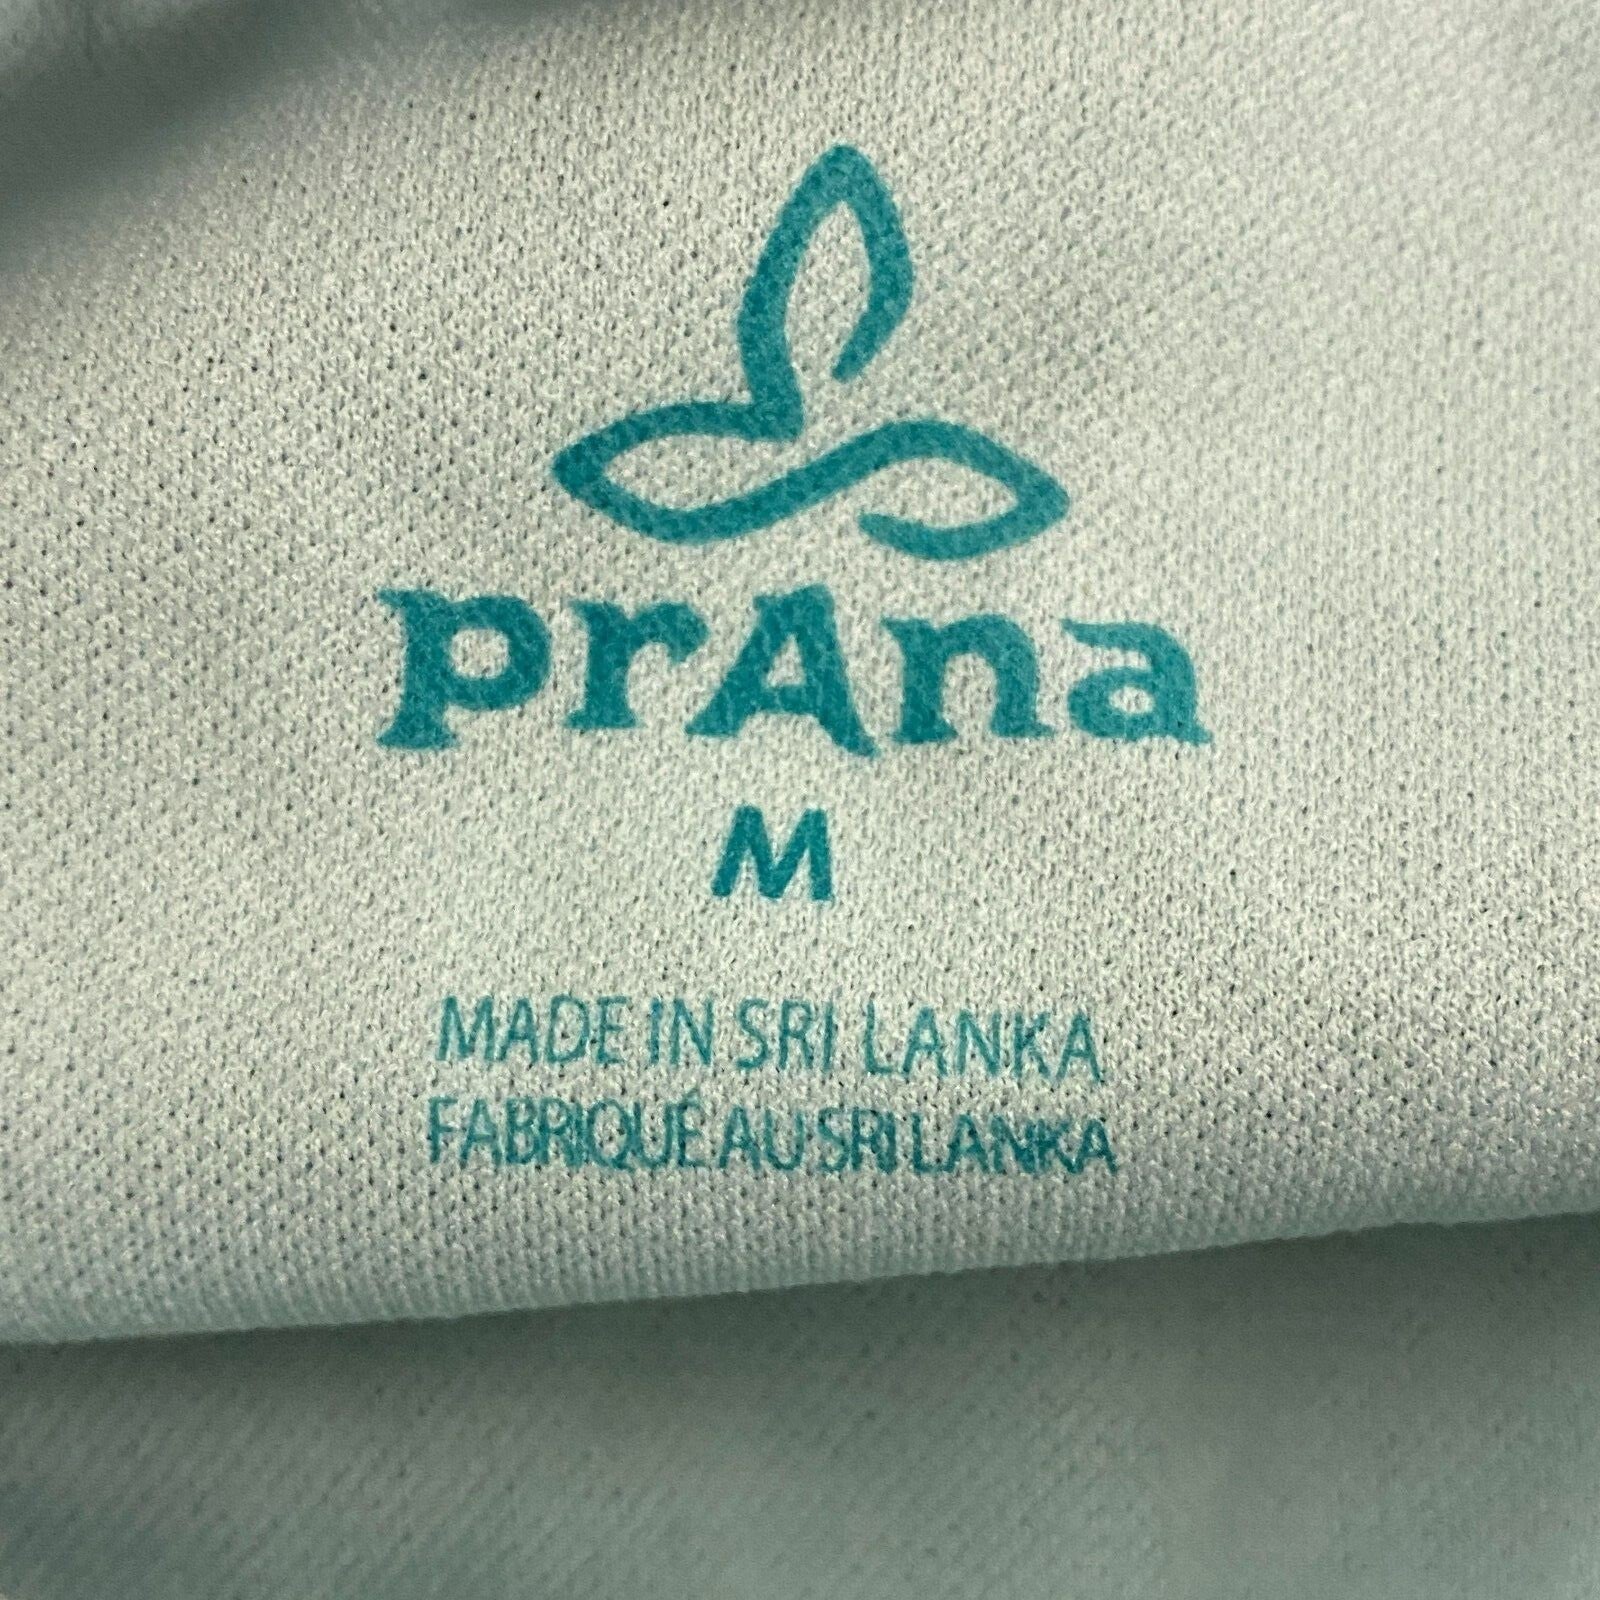 prAna
M
MADE IN SRI LANKA
FABRIQUÉ AU SRI LANKA